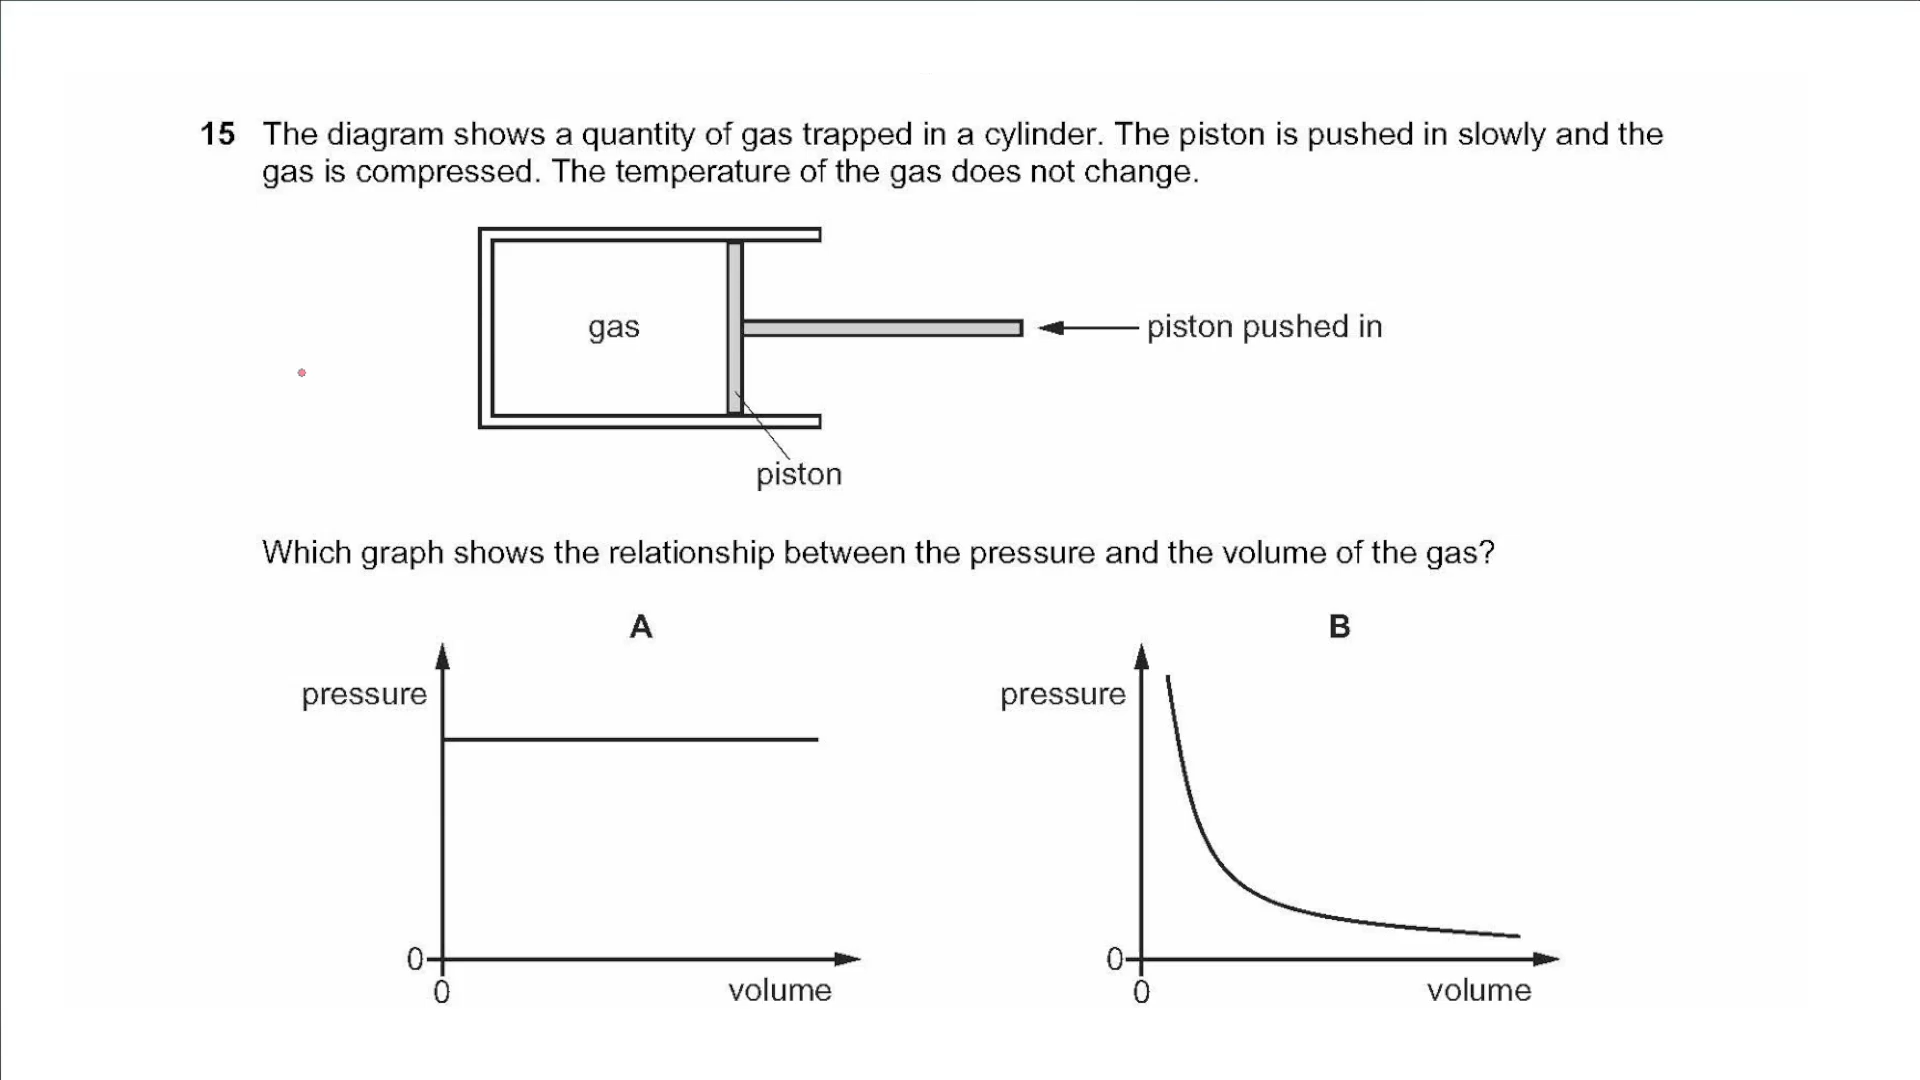 15 The diagram shows a quantity of gas trapped in a cylinder. The piston is pushed in slowly and the
gas is compressed. The temperature of the gas does not change.
gas
piston pushed in
piston
Which graph shows the relationship between the pressure and the volume of the gas?
A
B
pressure
pressure
0
0
0
volume
0
volume